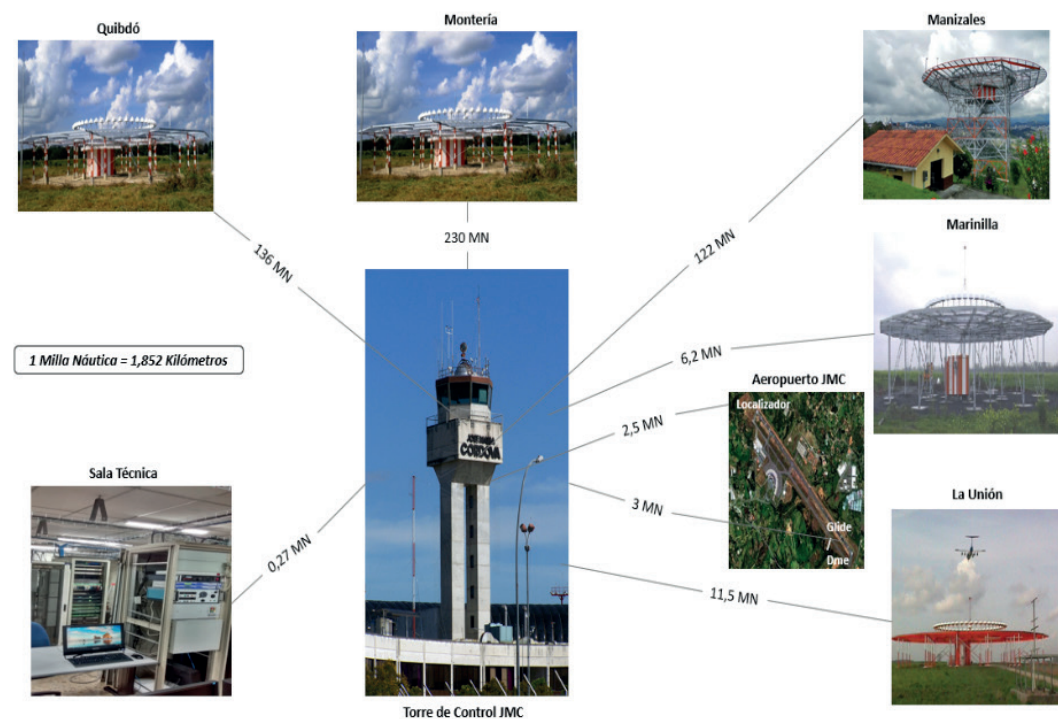 Quibdó
Montería
Manizales
136 MN
230 MN
122 MN
Marinilla
1 Milla Náutica = 1,852 Kilómetros
6,2 MN
Aeropuerto JMC
Localizador
2,5 MN
CORDOVA
Sala Técnica
0,27 MN
3 MN
Glide
Dme
La Unión
11,5 MN
Torre de Control JMC